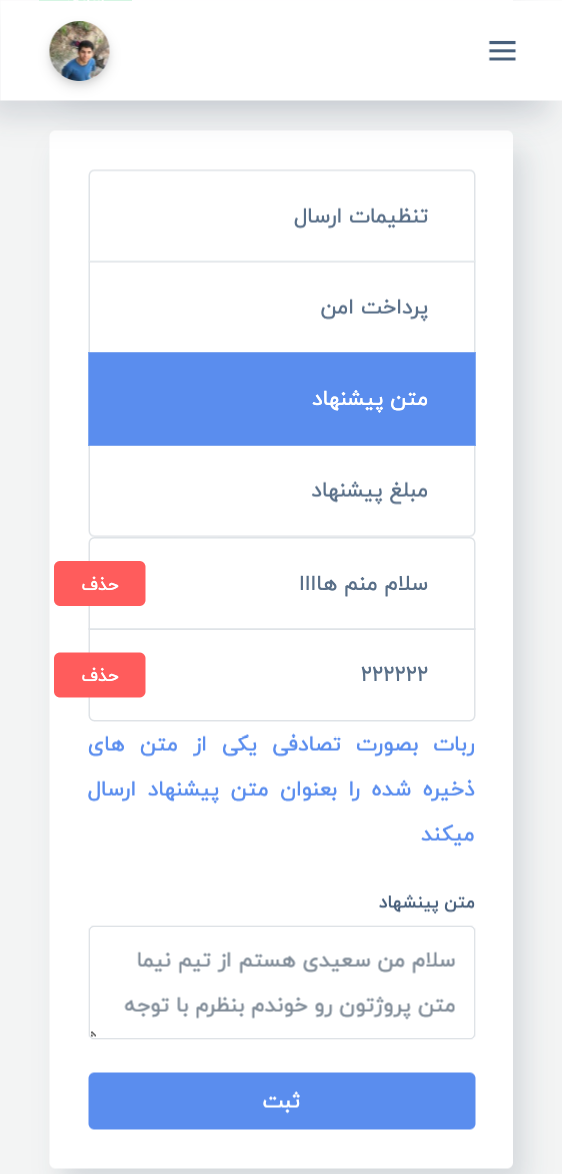 تنظیمات ارسال
پرداخت امن
متن پیشنهاد
مبلغ پیشنهاد
سلام منم هاااا
حذف
۲۲۲۲۲۲
حذف
ربات بصورت تصادفی یکی از متن های
ذخیره شده را بعنوان متن پیشنهاد ارسال
میکند
متن پینشهاد
سلام من سعیدی هستم از تیم نیما
متن پروژتون رو خوندم بنظرم با توجه
ثبت